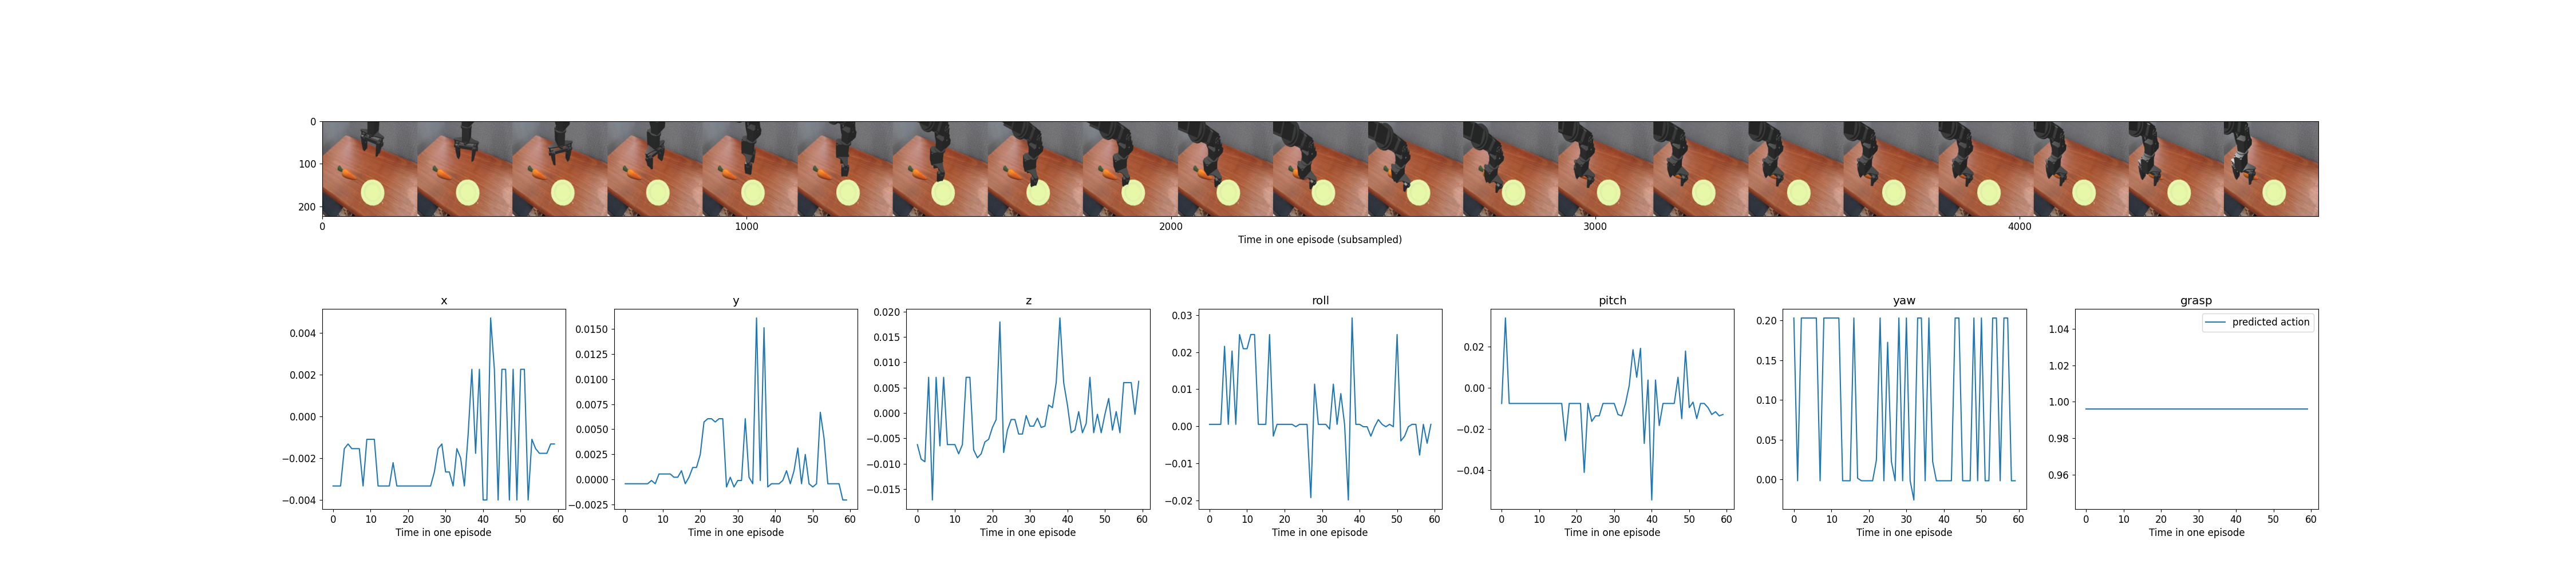 0
100
200
0 1000 2000 3000 4000
Time in one episode (subsampled)
x
0.004
0.002
0.000
−0.002
−0.004
0 10 20 30 40 50 60
Time in one episode
y
0.0150
0.0125
0.0100
0.0075
0.0050
0.0025
0.0000
−0.0025
0 10 20 30 40 50 60
Time in one episode
z
0.020
0.015
0.010
0.005
0.000
−0.005
−0.010
−0.015
0 10 20 30 40 50 60
Time in one episode
roll
0.03
0.02
0.01
0.00
−0.01
−0.02
0 10 20 30 40 50 60
Time in one episode
pitch
0.02
0.00
−0.02
−0.04
0 10 20 30 40 50 60
Time in one episode
yaw
0.20
0.15
0.10
0.05
0.00
0 10 20 30 40 50 60
Time in one episode
grasp
predicted action
1.04
1.02
1.00
0.98
0.96
0 10 20 30 40 50 60
Time in one episode